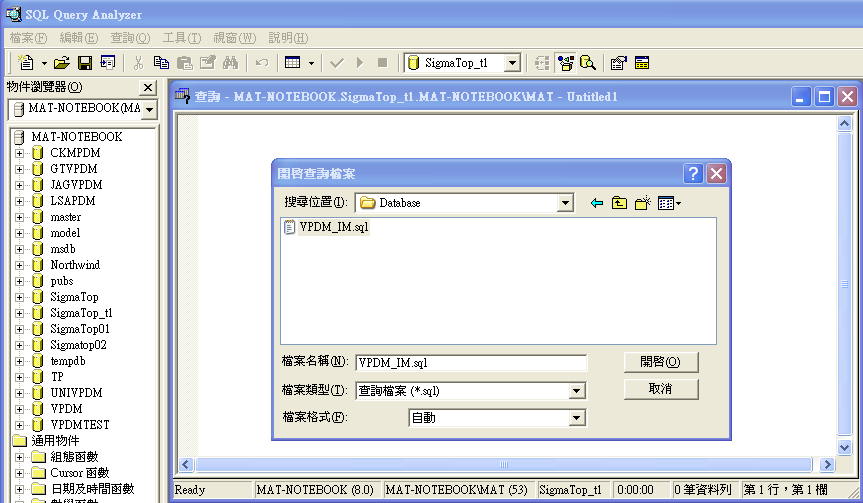 SQL Query Analyzer
檔案(F) 編輯(E) 查詢(Q) 工具(T) 視窗(W) 說明(H)
SigmaTop_t1
物件瀏覽器(O)
MAT-NOTEBOOK(MA
MAT-NOTEBOOK
CKMPDM
GTVPDM
JAGVPDM
LSAPDM
master
model
msdb
Northwind
pubs
SigmaTop
SigmaTop_t1
SigmaTop01
Sigmatop02
tempdb
TP
UNIVPDM
VPDM
VPDMTEST
通用物件
組態函數
Cursor 函數
日期及時間函數
數學函數
查詢 - MAT-NOTEBOOK.SigmaTop_t1.MAT-NOTEBOOK\MAT - Untitled1
開啓查詢檔案
搜尋位置(I): Database
VPDM_IM.sql
檔案名稱(N): VPDM_IM.sql 開啓(O)
檔案類型(T): 查詢檔案 (*.sql) 取消
檔案格式(F): 自動
Ready MAT-NOTEBOOK (8.0) MAT-NOTEBOOK\MAT (53) SigmaTop_t1 0:00:00 0 筆資料列 第 1 行，第 1 欄